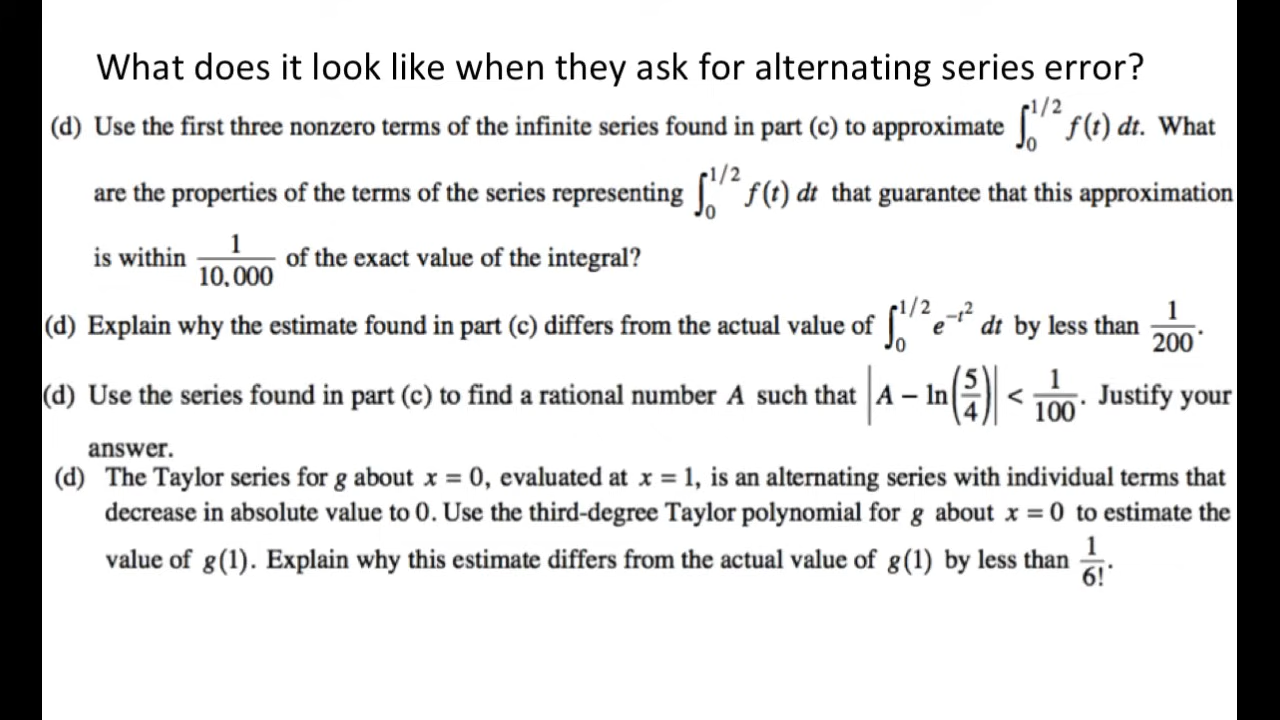 What does it look like when they ask for alternating series error?
(d) Use the first three nonzero terms of the infinite series found in part (c) to approximate ∫₀^{1/2} f(t) dt. What
are the properties of the terms of the series representing ∫₀^{1/2} f(t) dt that guarantee that this approximation
is within 1/10,000 of the exact value of the integral?
(d) Explain why the estimate found in part (c) differs from the actual value of ∫₀^{1/2} e^{-t²} dt by less than 1/200.
(d) Use the series found in part (c) to find a rational number A such that |A − ln(5/4)| < 1/100. Justify your
answer.
(d) The Taylor series for g about x = 0, evaluated at x = 1, is an alternating series with individual terms that
decrease in absolute value to 0. Use the third-degree Taylor polynomial for g about x = 0 to estimate the
value of g(1). Explain why this estimate differs from the actual value of g(1) by less than 1/6!.